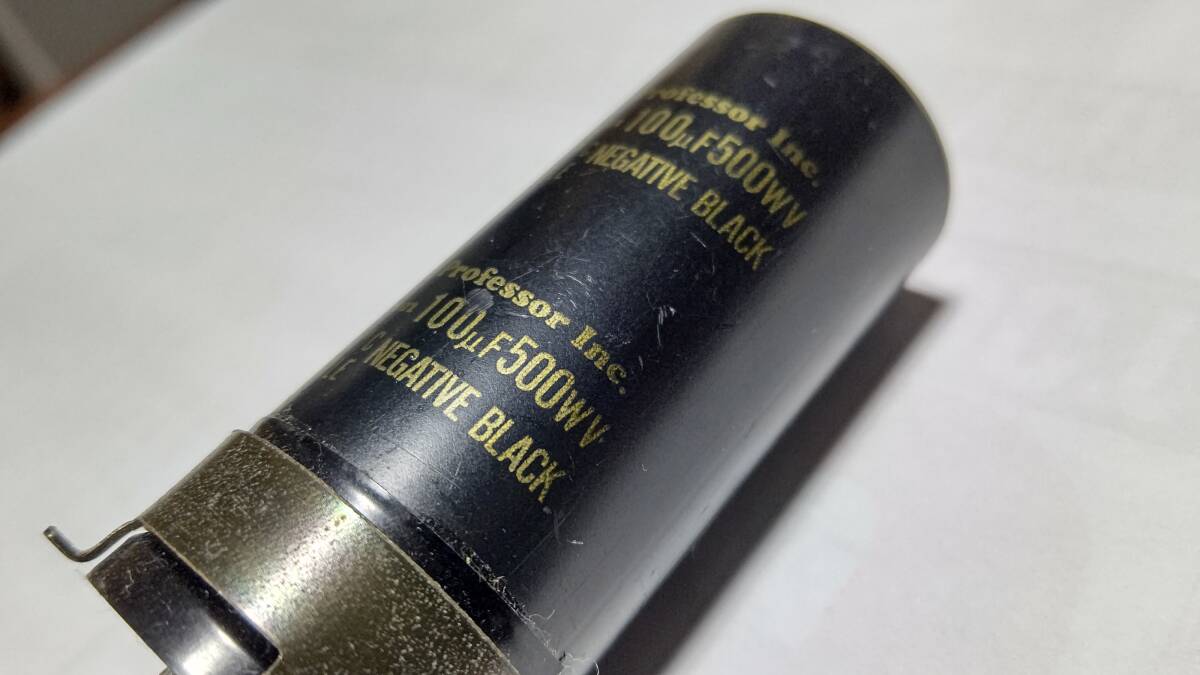 Professor Inc.
100μF500WV
NEGATIVE BLACK
Professor Inc.
100μF500WV
NEGATIVE BLACK.